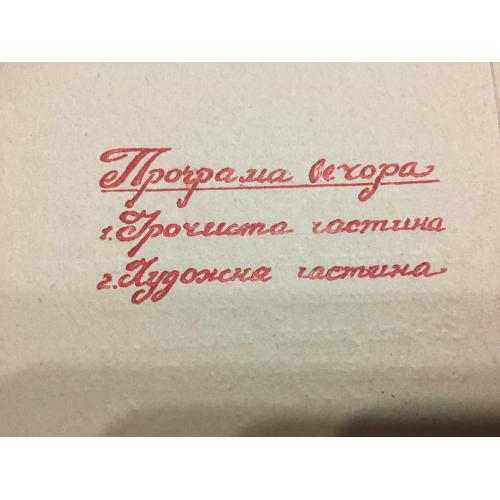 Програма вечора
1. Урочиста частина
2. Художня частина